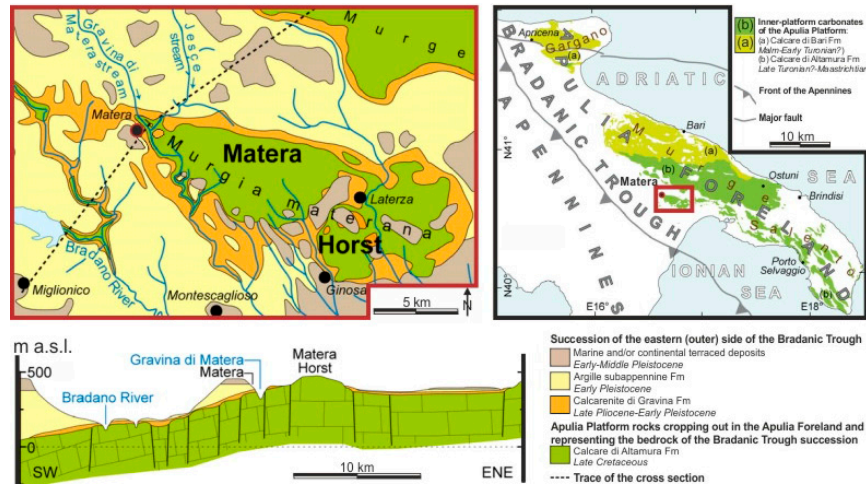 Gravina di
Matera stream
Jesce
stream
Murge
Matera
Matera
Murgia materana
Laterza
Horst
Bradano
River
Miglionico
Montescaglioso
Ginosa
5 km
N
Apricena
Gargano
(a)
ADRIATIC
SEA
BRADANIC TROUGH
APENNINES
APULIA FORELAND
Bari
N41°
Murge
(a)
(b)
Matera
Ostuni
Brindisi
Salento
Porto
Selvaggio
(b)
IONIAN
SEA
N40°
E16°
E18°
(b) Inner-platform carbonates
of the Apulia Platform:
(a) (a) Calcare di Bari Fm
Malm-Early Turonian?)
(b) Calcare di Altamura Fm
Late Turonian?-Maastrichtian
Front of the Apennines
Major fault
10 km
m a.s.l.
500
0
Gravina di Matera
Matera
Bradano River
Matera
Horst
SW
10 km
ENE
Succession of the eastern (outer) side of the Bradanic Trough
Marine and/or continental terraced deposits
Early-Middle Pleistocene
Argille subappennine Fm
Early Pleistocene
Calcarenite di Gravina Fm
Late Pliocene-Early Pleistocene
Apulia Platform rocks cropping out in the Apulia Foreland and
representing the bedrock of the Bradanic Trough succession
Calcare di Altamura Fm
Late Cretaceous
Trace of the cross section